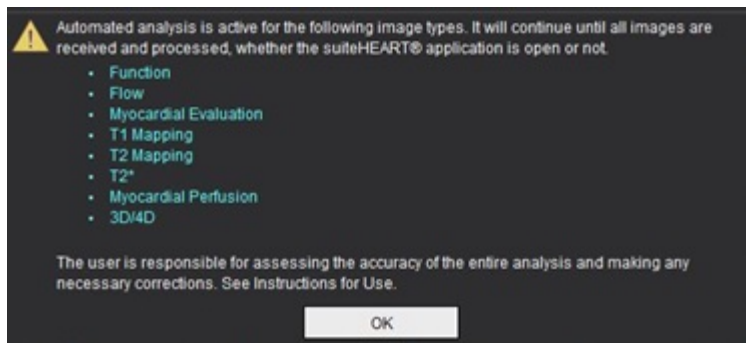 Automated analysis is active for the following image types. It will continue until all images are
received and processed, whether the suiteHEART® application is open or not.
• Function
• Flow
• Myocardial Evaluation
• T1 Mapping
• T2 Mapping
• T2*
• Myocardial Perfusion
• 3D/4D
The user is responsible for assessing the accuracy of the entire analysis and making any
necessary corrections. See Instructions for Use.
OK